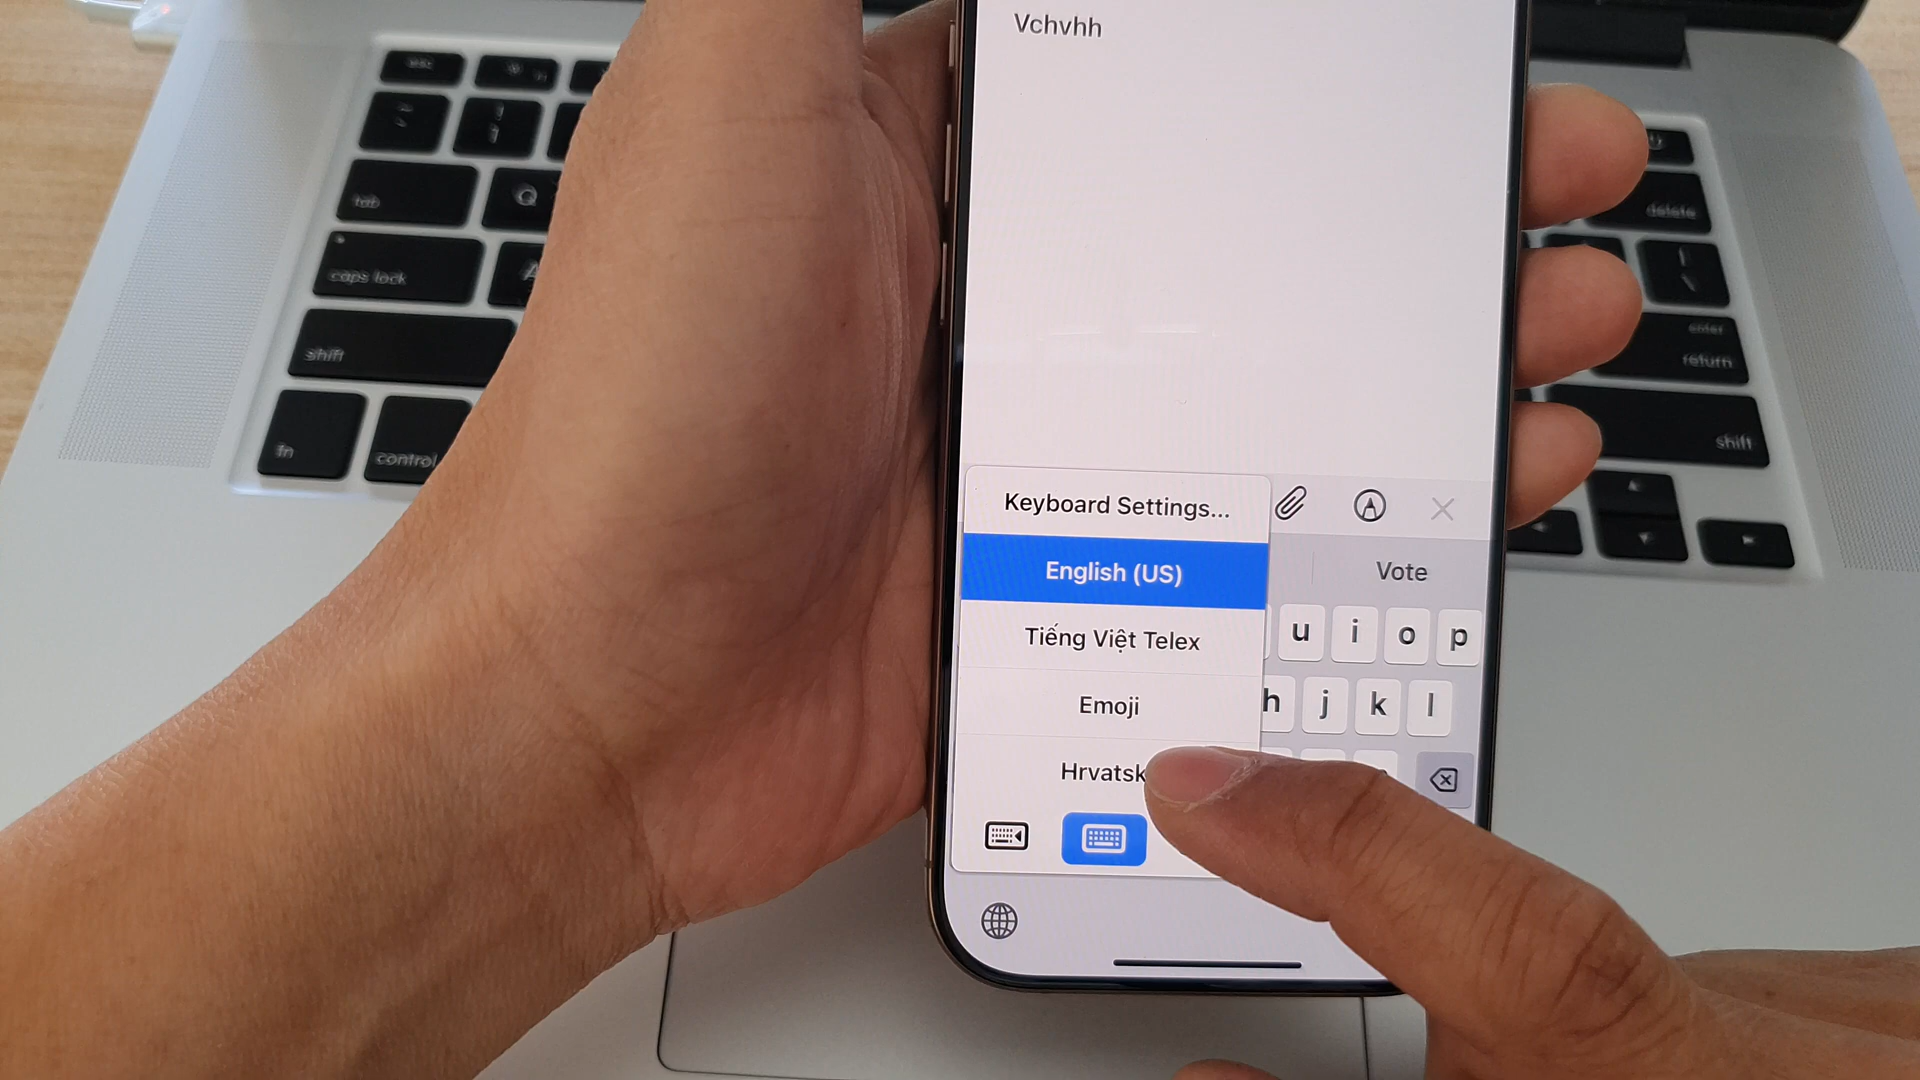 Vchvhh
Keyboard Settings...
English (US)
Vote
Tiếng Việt Telex
u i o p
Emoji
h j k l
Hrvatsk
tab
Q
caps lock
A
shift
fn
control
delete
enter
return
shift